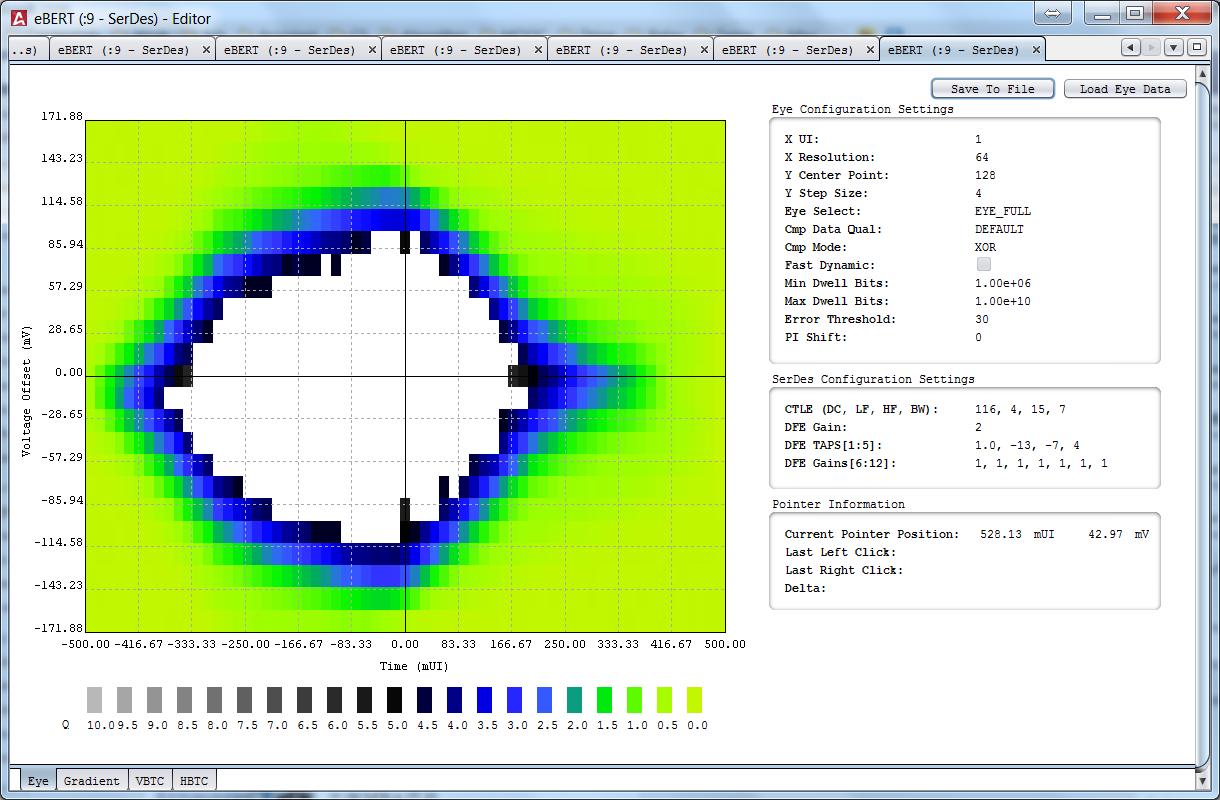 eBERT (:9 - SerDes) - Editor
..s) eBERT (:9 - SerDes) eBERT (:9 - SerDes) eBERT (:9 - SerDes) eBERT (:9 - SerDes) eBERT (:9 - SerDes) eBERT (:9 - SerDes)
Save To File Load Eye Data
171.88
143.23
114.58
85.94
57.29
28.65
0.00
-28.65
-57.29
-85.94
-114.58
-143.23
-171.88
Voltage Offset (mV)
-500.00 -416.67 -333.33 -250.00 -166.67 -83.33 0.00 83.33 166.67 250.00 333.33 416.67 500.00
Time (mUI)
Q 10.0 9.5 9.0 8.5 8.0 7.5 7.0 6.5 6.0 5.5 5.0 4.5 4.0 3.5 3.0 2.5 2.0 1.5 1.0 0.5 0.0
Eye Configuration Settings
X UI: 1
X Resolution: 64
Y Center Point: 128
Y Step Size: 4
Eye Select: EYE_FULL
Cmp Data Qual: DEFAULT
Cmp Mode: XOR
Fast Dynamic:
Min Dwell Bits: 1.00e+06
Max Dwell Bits: 1.00e+10
Error Threshold: 30
PI Shift: 0
SerDes Configuration Settings
CTLE (DC, LF, HF, BW): 116, 4, 15, 7
DFE Gain: 2
DFE TAPS[1:5]: 1.0, -13, -7, 4
DFE Gains[6:12]: 1, 1, 1, 1, 1, 1, 1
Pointer Information
Current Pointer Position: 528.13 mUI 42.97 mV
Last Left Click:
Last Right Click:
Delta:
Eye Gradient VBTC HBTC